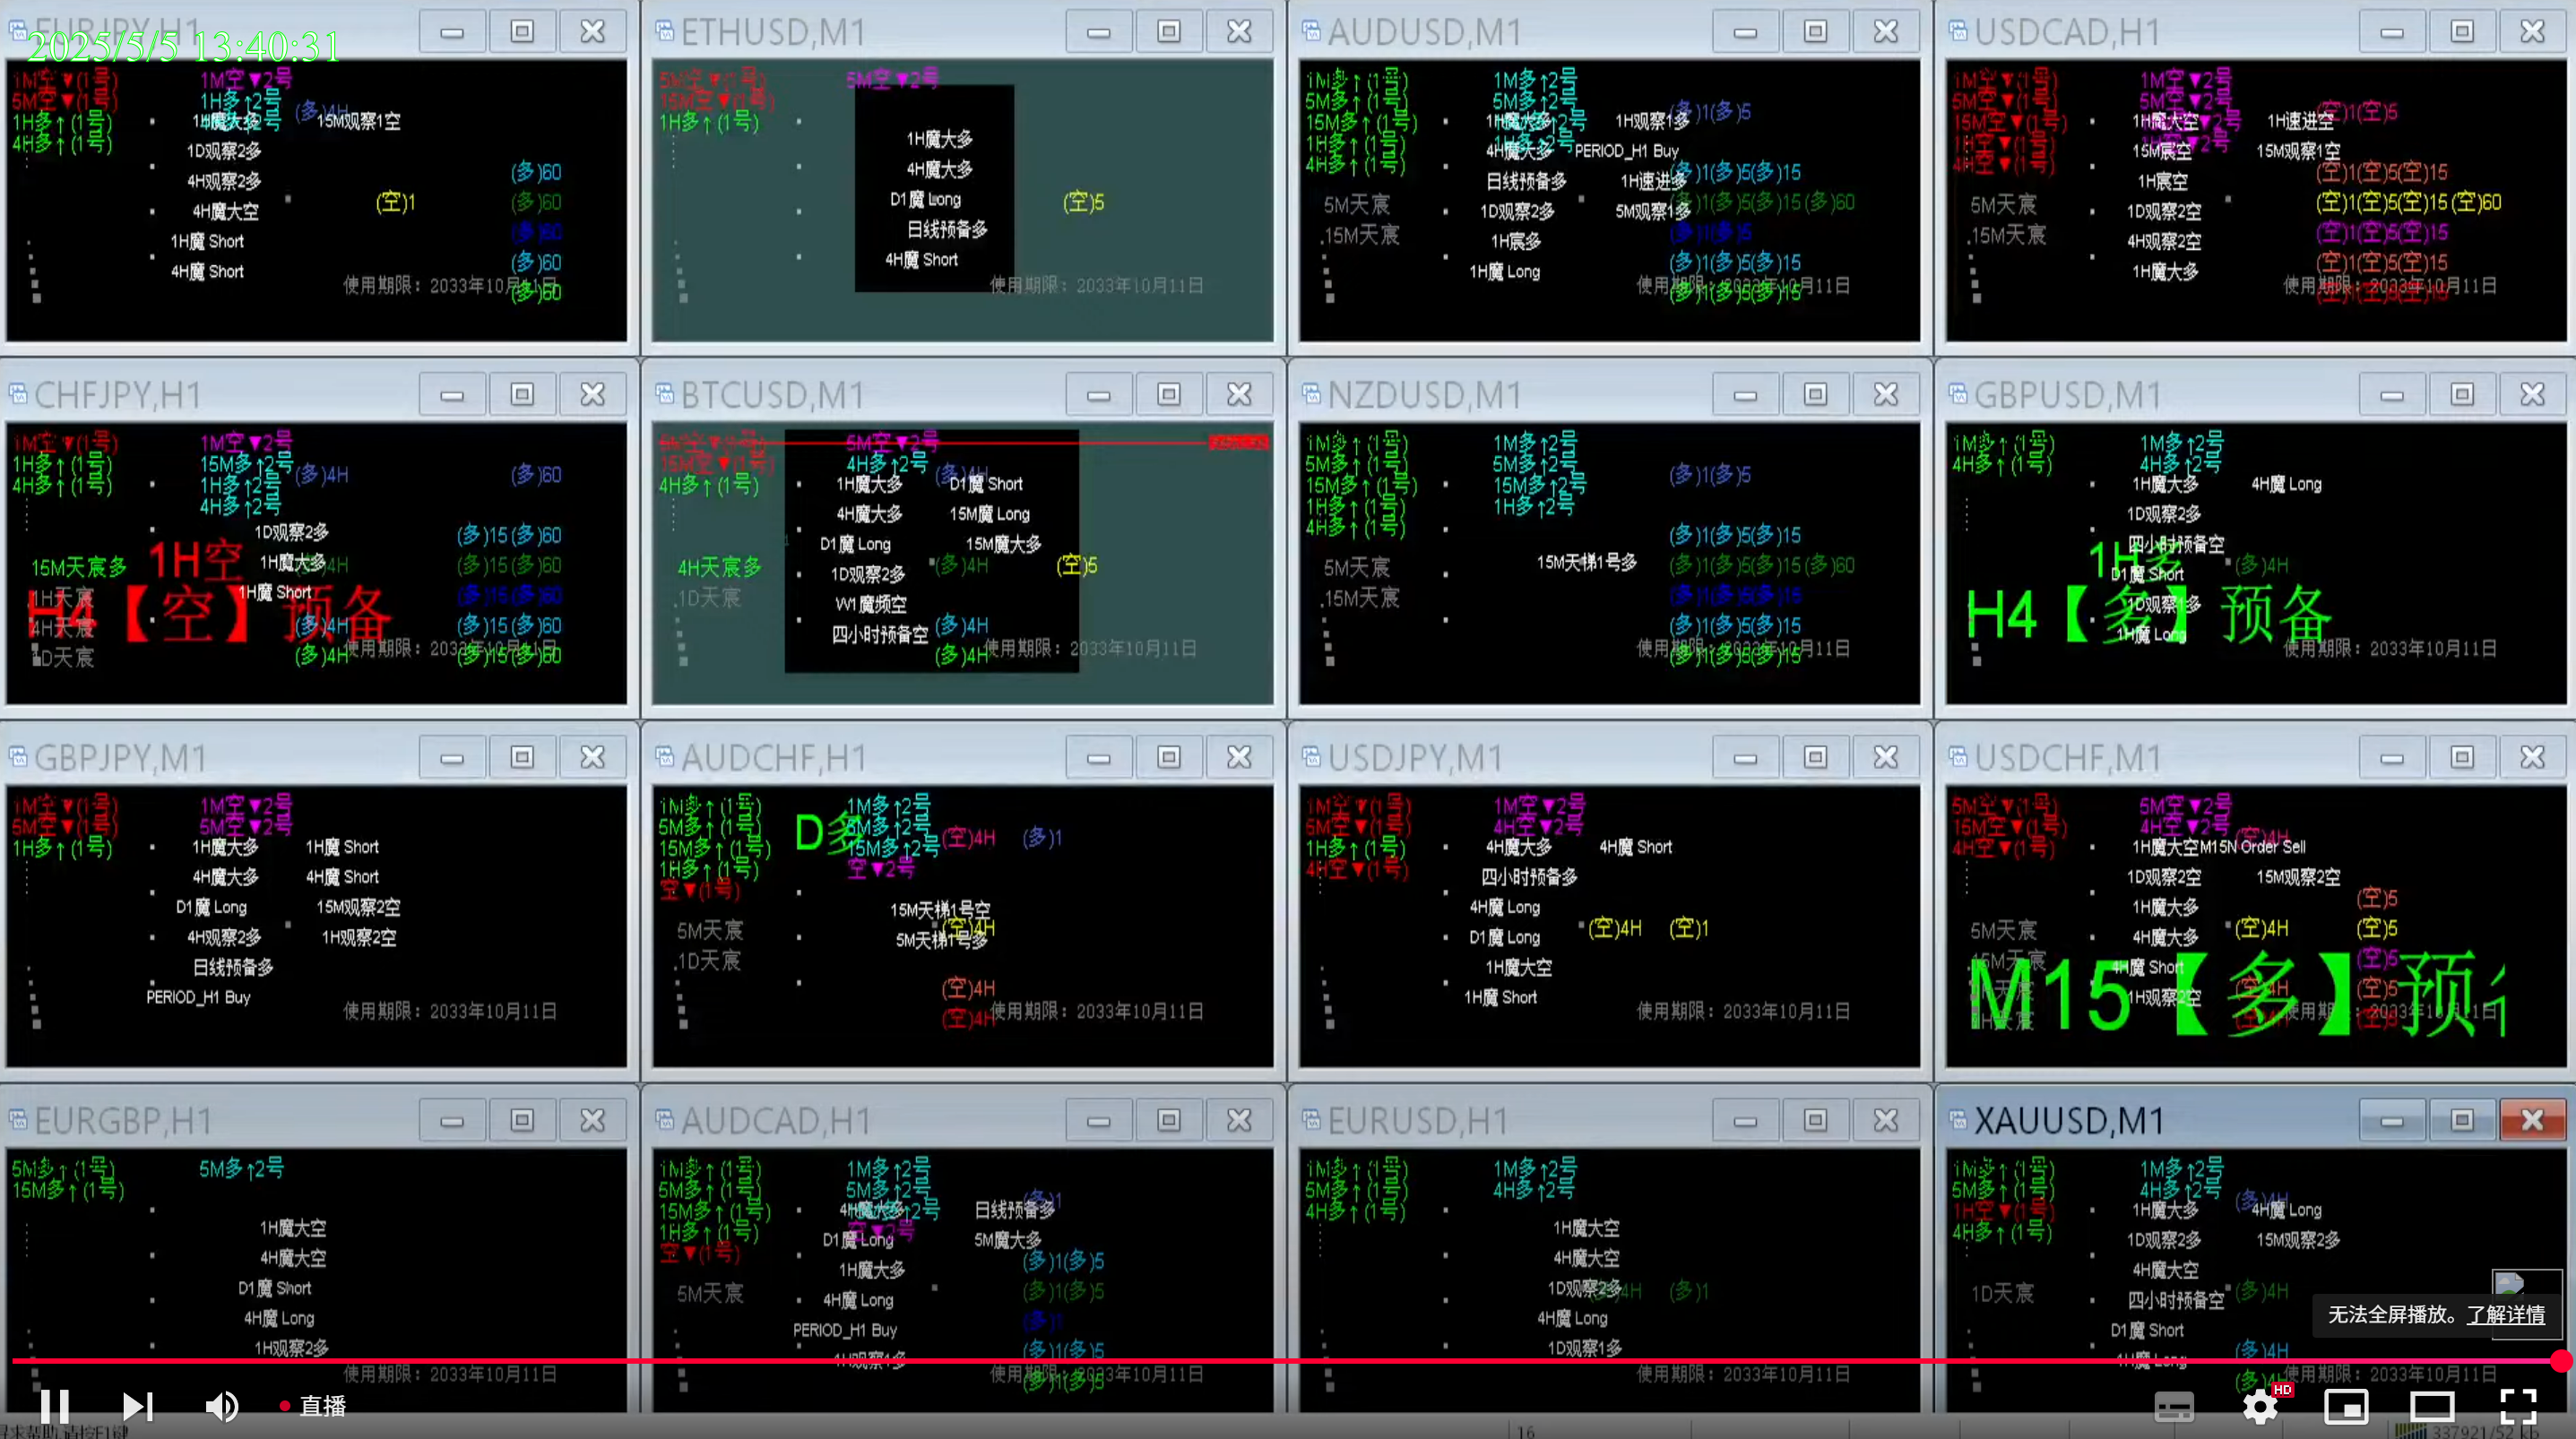 EURJPY,H1
2025/5/5 13:40:31
1M空▼(1号) 1M空▼2号
5M空▼(1号) 1H多↑2号 (多)4H
1H多↑(1号) 1H魔大多 15M观察1空
4H多↑(1号)
1D观察2多
(多)60
4H观察2多
(空)1 (多)60
4H魔大空
(多)60
1H魔 Short
(多)60
4H魔 Short
使用期限：2033年10月11日
(多)60
ETHUSD,M1
5M空▼(1号) 5M空▼2号
15M空▼(1号)
1H多↑(1号)
1H魔大多
4H魔大多
D1魔 Long (空)5
日线预备多
4H魔 Short
使用期限：2033年10月11日
AUDUSD,M1
1M多↑(1号) 1M多↑2号
5M多↑(1号) 5M多↑2号 (多)1(多)5
15M多↑(1号) 1H魔大多 1H观察1多
1H多↑(1号) 1H多↑2号
4H多↑(1号) 4H魔大多 PERIOD_H1 Buy
(多)1(多)5(多)15
日线预备多 1H速进多
5M天宸 (多)1(多)5(多)15(多)60
1D观察2多 5M观察1多
15M天宸 (多)1(多)5
1H宸多
(多)1(多)5(多)15
1H魔 Long
使用期限：2033年10月11日
(多)1(多)5(多)15
USDCAD,H1
1M空▼(1号) 1M空▼2号
5M空▼(1号) 5M空▼2号 (空)1(空)5
15M空▼(1号) 1H魔大空 1H速进空
1H空▼(1号)
4H空▼(1号) 15M宸空 15M观察1空
(空)1(空)5(空)15
1H宸空
5M天宸 (空)1(空)5(空)15(空)60
1D观察2空
15M天宸 (空)1(空)5(空)15
4H观察2空
(空)1(空)5(空)15
1H魔大多
使用期限：2033年10月11日
(空)1(空)5(空)15
CHFJPY,H1
1M空▼(1号) 1M空▼2号
1H多↑(1号) 15M多↑2号 (多)4H (多)60
4H多↑(1号) 1H多↑2号
4H多↑2号
1D观察2多 (多)15(多)60
15M天宸多 1H空 1H魔大多 (多)15(多)60
1H天宸 1H魔 Short (多)15(多)60
H4【空】预备
4H天宸 (多)4H (多)15(多)60
1D天宸 (多)4H 使用期限：2033年10月11日 (多)15(多)60
BTCUSD,M1
5M空▼(1号) 5M空▼2号
15M空▼(1号) 4H多↑2号 (多)4H
4H多↑(1号) 1H魔大多 D1魔 Short
4H魔大多 15M魔 Long
D1魔 Long 15M魔大多
4H天宸多 1D观察2多 (多)4H (空)5
1D天宸 W1魔频空
四小时预备空 (多)4H
(多)4H 使用期限：2033年10月11日
NZDUSD,M1
1M多↑(1号) 1M多↑2号
5M多↑(1号) 5M多↑2号 (多)1(多)5
15M多↑(1号) 15M多↑2号
1H多↑(1号) 1H多↑2号
4H多↑(1号)
(多)1(多)5(多)15
5M天宸 15M天梯1号多 (多)1(多)5(多)15(多)60
15M天宸 (多)1(多)5(多)15
(多)1(多)5(多)15
使用期限：2033年10月11日
(多)1(多)5(多)15
GBPUSD,M1
1M多↑(1号) 1M多↑2号
4H多↑(1号) 4H多↑2号
1H魔大多 4H魔 Long
1D观察2多
四小时预备空
1H多 (多)4H
D1魔 Short
1D观察1多
H4【多】预备
1H魔 Long
使用期限：2033年10月11日
GBPJPY,M1
1M空▼(1号) 1M空▼2号
5M空▼(1号) 5M空▼2号
1H多↑(1号) 1H魔大多 1H魔 Short
4H魔大多 4H魔 Short
D1魔 Long 15M观察2空
4H观察2多 1H观察2空
日线预备多
PERIOD_H1 Buy
使用期限：2033年10月11日
AUDCHF,H1
1M多↑(1号) 1M多↑2号
5M多↑(1号) D多 5M多↑2号 (空)4H (多)1
15M多↑(1号) 15M多↑2号
1H多↑(1号) 空▼2号
空▼(1号)
15M天梯1号空
5M天宸 (空)4H
5M天梯1号多
1D天宸
(空)4H
(空)4H 使用期限：2033年10月11日
USDJPY,M1
1M空▼(1号) 1M空▼2号
5M空▼(1号) 4H空▼2号
1H多↑(1号) 4H魔大多 4H魔 Short
4H空▼(1号) 四小时预备多
4H魔 Long
(空)4H (空)1
D1魔 Long
1H魔大空
1H魔 Short
使用期限：2033年10月11日
USDCHF,M1
5M空▼(1号) 5M空▼2号
15M空▼(1号) 4H空▼2号 (空)4H
4H空▼(1号) 1H魔大空 M15N Order Sell
1D观察2空 15M观察2空
1H魔大多 (空)5
5M天宸 (空)4H (空)5
4H魔大多
15M天宸 4H魔 Short (空)5
M15【多】预
1H观察2空 (空)4H (空)5
使用期限：2033年10月11日
EURGBP,H1
5M多↑(1号) 5M多↑2号
15M多↑(1号)
1H魔大空
4H魔大空
D1魔 Short
4H魔 Long
1H观察2多
使用期限：2033年10月11日
AUDCAD,H1
1M多↑(1号) 1M多↑2号
5M多↑(1号) 5M多↑2号 (多)1
15M多↑(1号) 4H魔大多 日线预备多
1H多↑(1号) 空▼2号
空▼(1号) D1魔 Long 5M魔大多
1H魔大多 (多)1(多)5
5M天宸 4H魔 Long (多)1(多)5
PERIOD_H1 Buy (多)1
1H观察1多 (多)1(多)5
使用期限：2033年10月11日
(多)1(多)5
EURUSD,H1
1M多↑(1号) 1M多↑2号
5M多↑(1号) 4H多↑2号
4H多↑(1号)
1H魔大空
4H魔大空
1D观察2多 (多)4H (多)1
4H魔 Long
1D观察1多
使用期限：2033年10月11日
XAUUSD,M1
1M多↑(1号) 1M多↑2号
5M多↑(1号) 4H多↑2号 (多)4H
1H空▼(1号) 1H魔大多 4H魔 Long
4H多↑(1号) 1D观察2多 15M观察2多
4H魔大空
1D天宸 四小时预备空 (多)4H
D1魔 Short
(多)4H
1H魔 Long
使用期限：2033年10月11日
无法全屏播放。了解详情
直播
HD
16